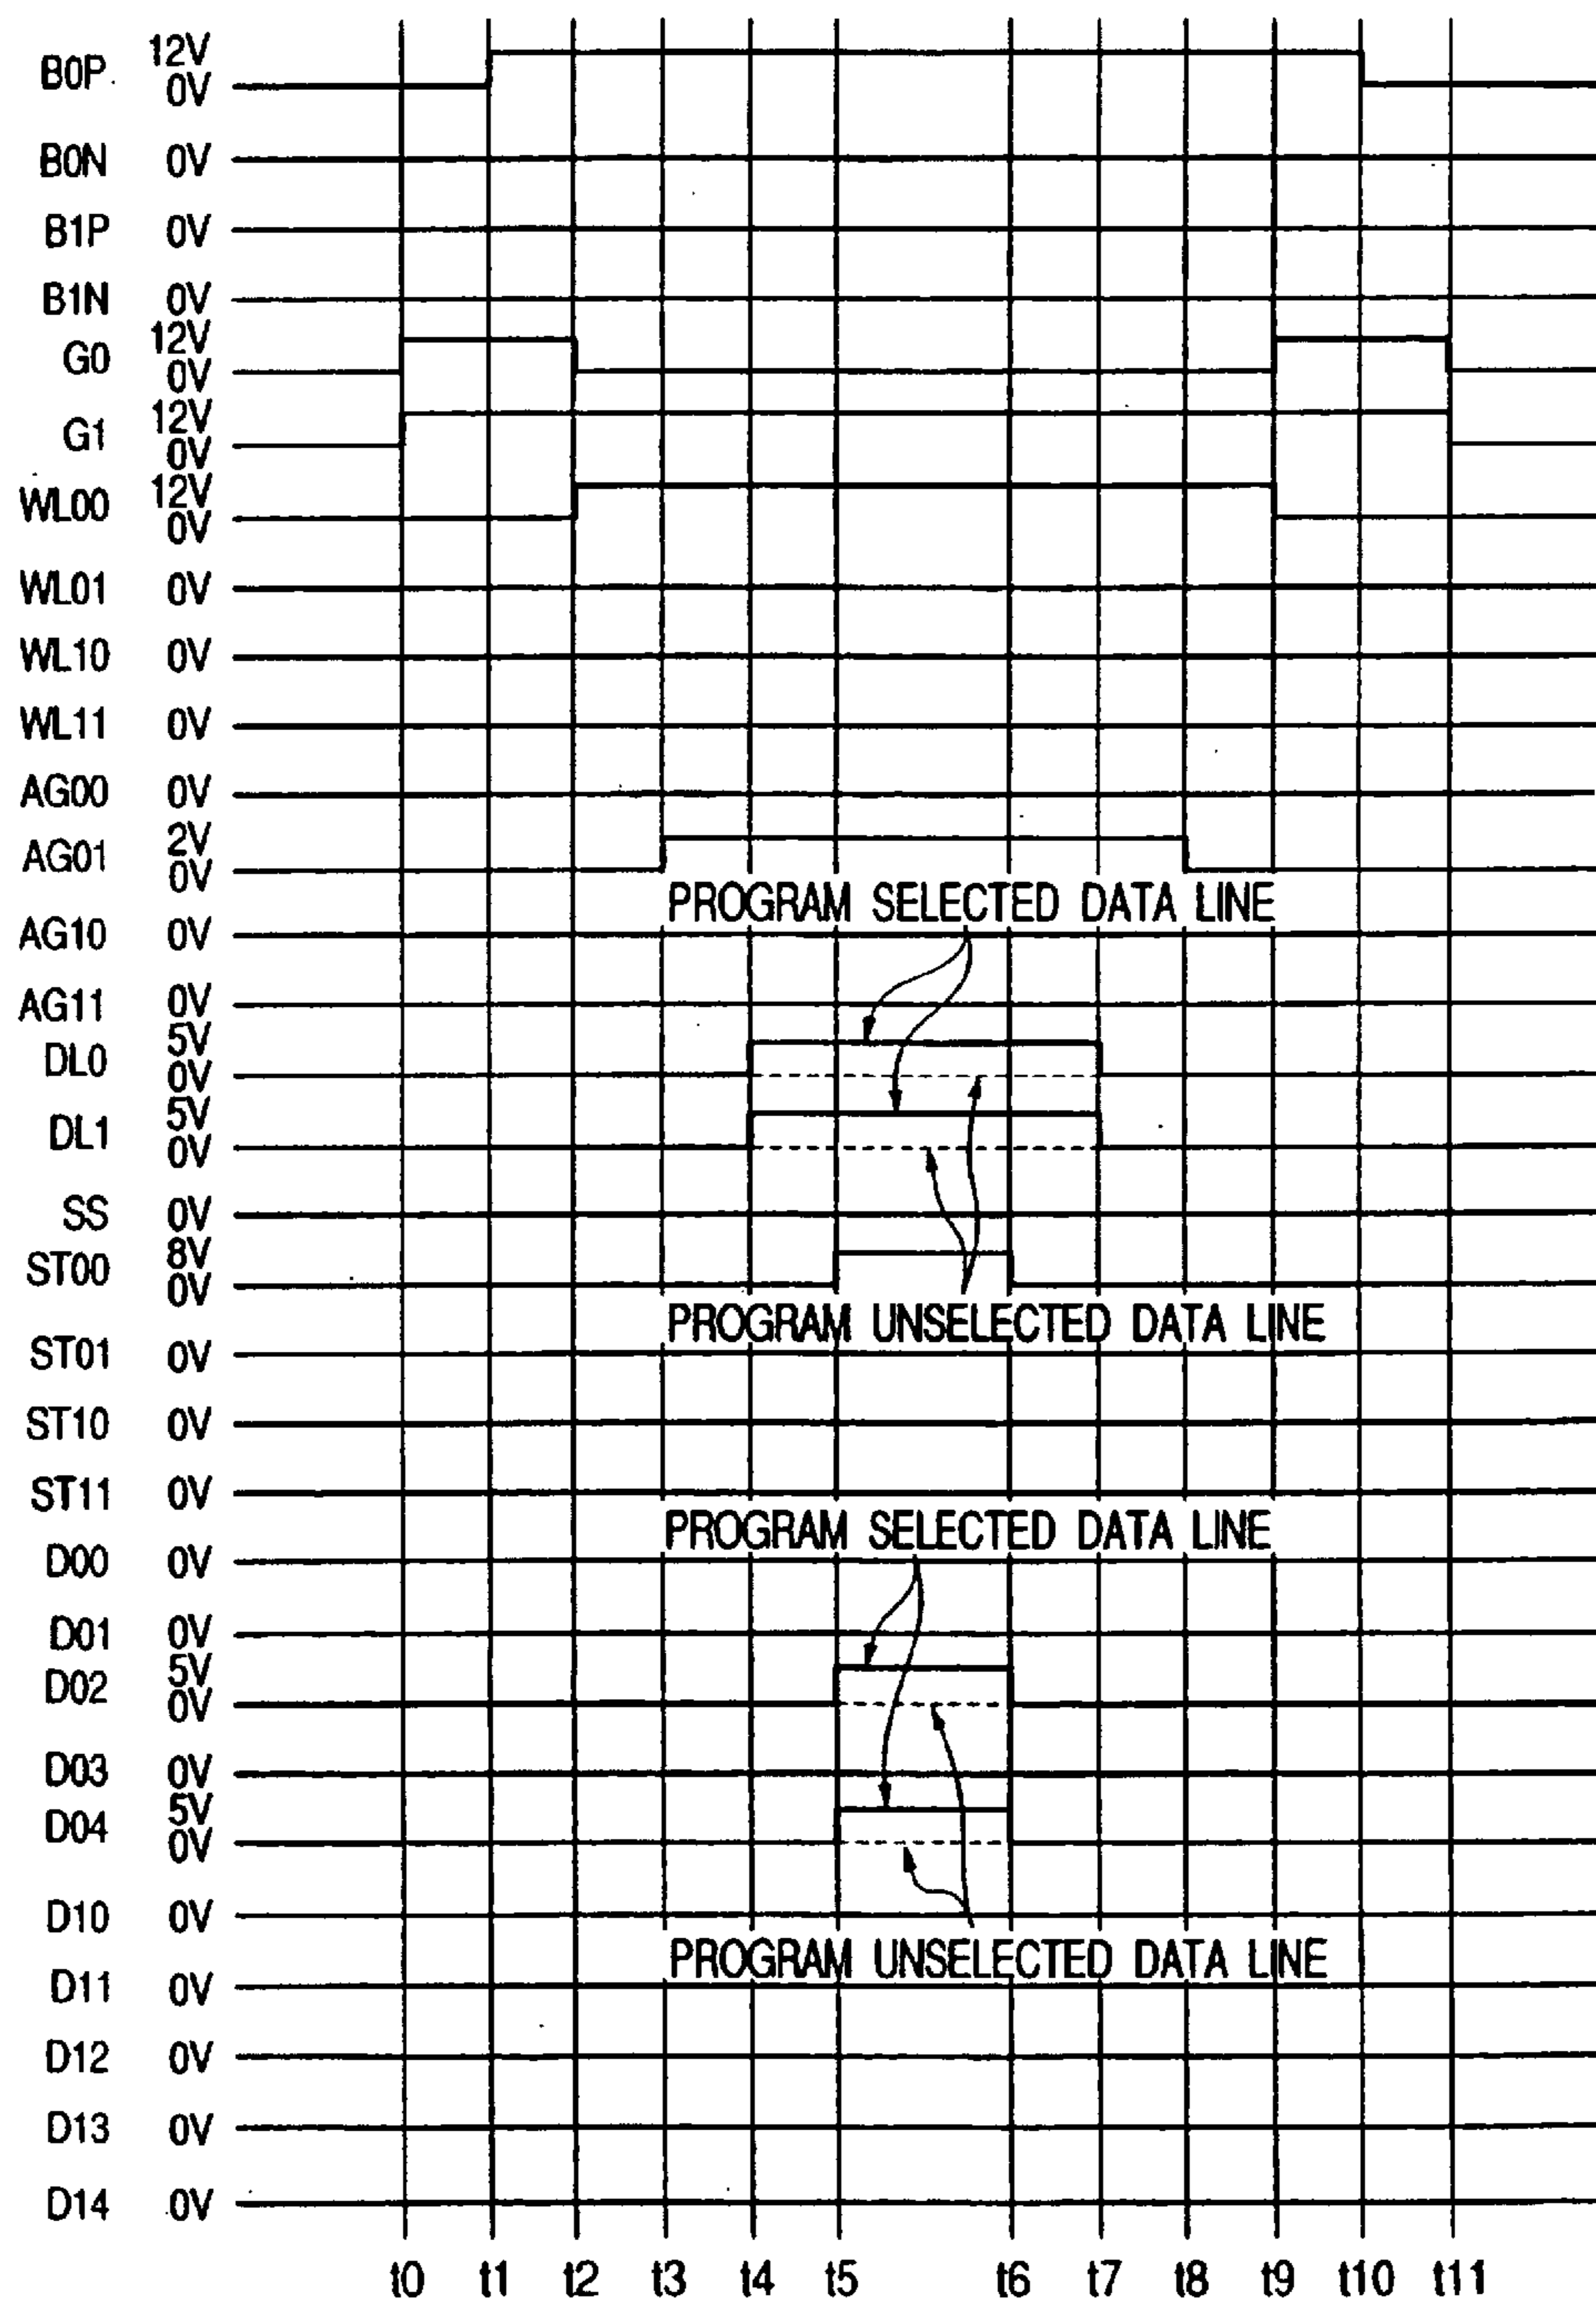 B0P 12V
0V
B0N 0V
B1P 0V
B1N 0V
G0 12V
0V
G1 12V
0V
WL00 12V
0V
WL01 0V
WL10 0V
WL11 0V
AG00 0V
AG01 2V
0V
PROGRAM SELECTED DATA LINE
AG10 0V
AG11 0V
DL0 5V
0V
DL1 5V
0V
SS 0V
ST00 8V
0V
PROGRAM UNSELECTED DATA LINE
ST01 0V
ST10 0V
ST11 0V
PROGRAM SELECTED DATA LINE
D00 0V
D01 0V
D02 5V
0V
D03 0V
D04 5V
0V
D10 0V
PROGRAM UNSELECTED DATA LINE
D11 0V
D12 0V
D13 0V
D14 0V
t0 t1 t2 t3 t4 t5 t6 t7 t8 t9 t10 t11